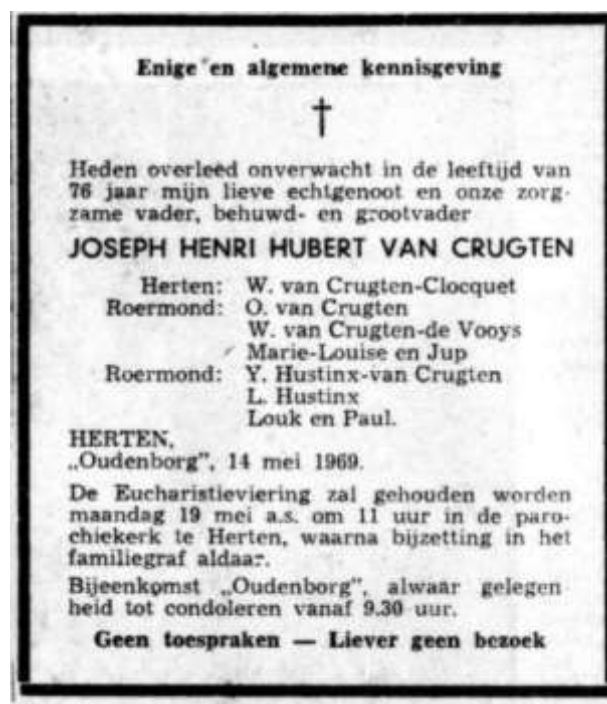 Enige en algemene kennisgeving
†
Heden overleed onverwacht in de leeftijd van
76 jaar mijn lieve echtgenoot en onze zorg-
zame vader, behuwd- en grootvader
JOSEPH HENRI HUBERT VAN CRUGTEN
Herten: W. van Crugten-Clocquet
Roermond: O. van Crugten
W. van Crugten-de Vooys
Marie-Louise en Jup
Roermond: Y. Hustinx-van Crugten
L. Hustinx
Louk en Paul.
HERTEN,
„Oudenborg”, 14 mei 1969.
De Eucharistieviering zal gehouden worden
maandag 19 mei a.s. om 11 uur in de paro-
chiekerk te Herten, waarna bijzetting in het
familiegraf aldaar.
Bijeenkomst „Oudenborg”, alwaar gelegen
heid tot condoleren vanaf 9.30 uur.
Geen toespraken — Liever geen bezoek